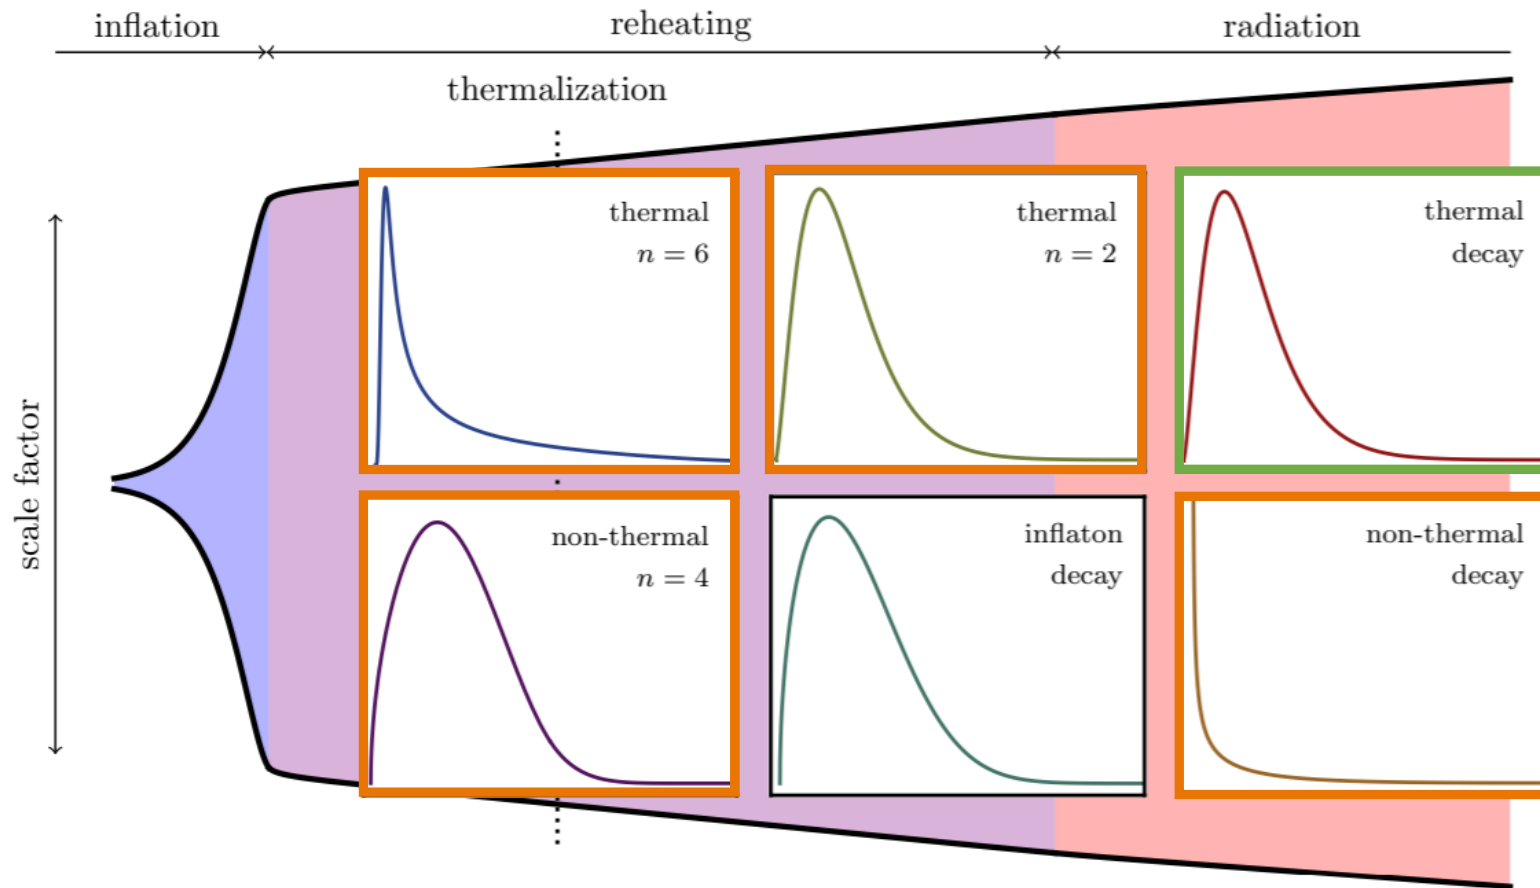 inflation
reheating
radiation
thermalization
scale factor
thermal
n = 6
thermal
n = 2
thermal
decay
non-thermal
n = 4
inflaton
decay
non-thermal
decay